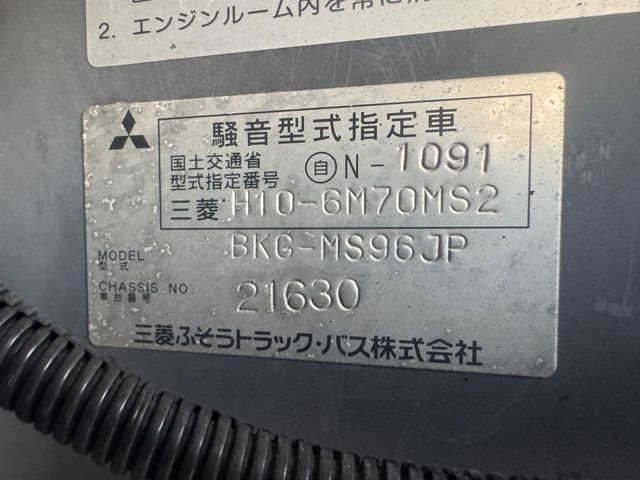 2. エンジンルーム内を常に
騒音型式指定車
国土交通省
型式指定番号 自N-1091
三菱 H10-6M70MS2
MODEL
型式 BKG-MS96JP
CHASSIS NO.
車台番号 21630
三菱ふそうトラック・バス株式会社